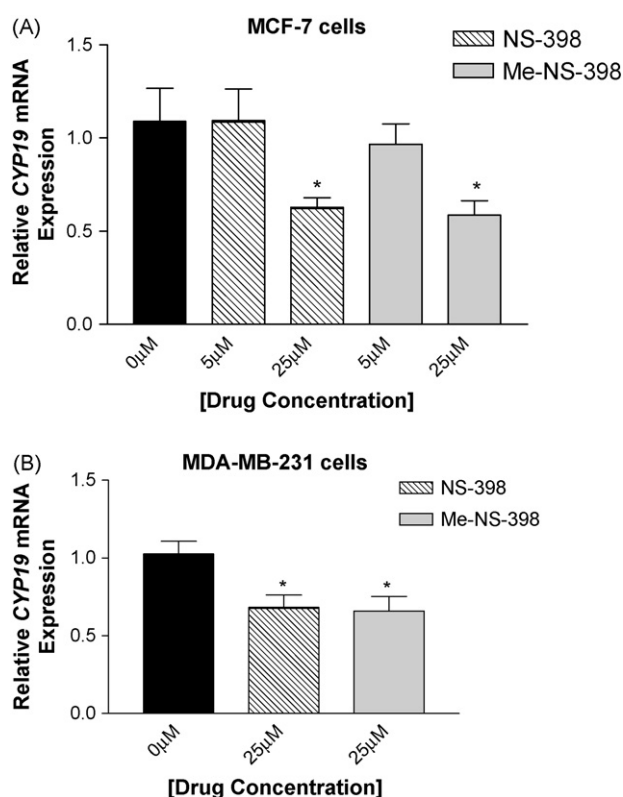 (A)
MCF-7 cells
NS-398
Me-NS-398
Relative CYP19 mRNA
Expression
1.5
1.0
0.5
0.0
*
*
0μM
5μM
25μM
5μM
25μM
[Drug Concentration]
(B)
MDA-MB-231 cells
NS-398
Me-NS-398
Relative CYP19 mRNA
Expression
1.5
1.0
0.5
0.0
*
*
0μM
25μM
25μM
[Drug Concentration]